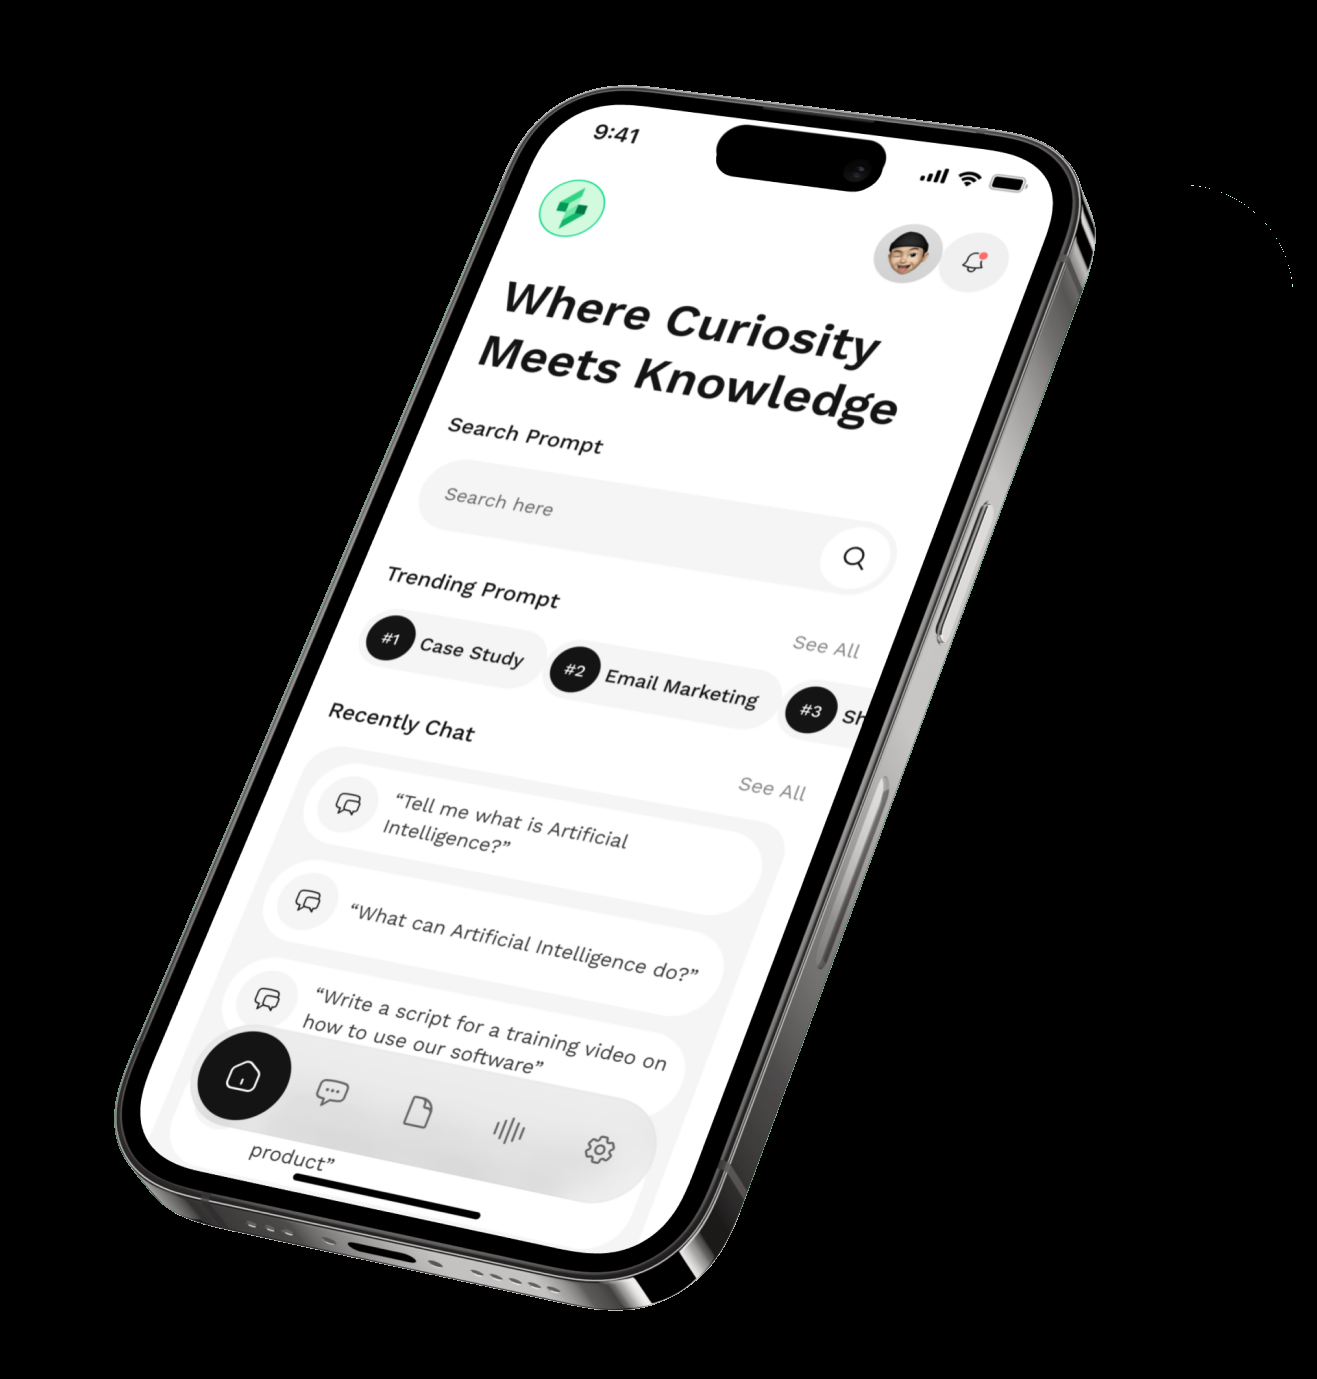 9:41
Where Curiosity
Meets Knowledge
Search Prompt
Search here
Trending Prompt
See All
#1 Case Study
#2 Email Marketing
#3
Recently Chat
See All
“Tell me what is Artificial
Intelligence?”
“What can Artificial Intelligence do?”
“Write a script for a training video on
how to use our software”
product”